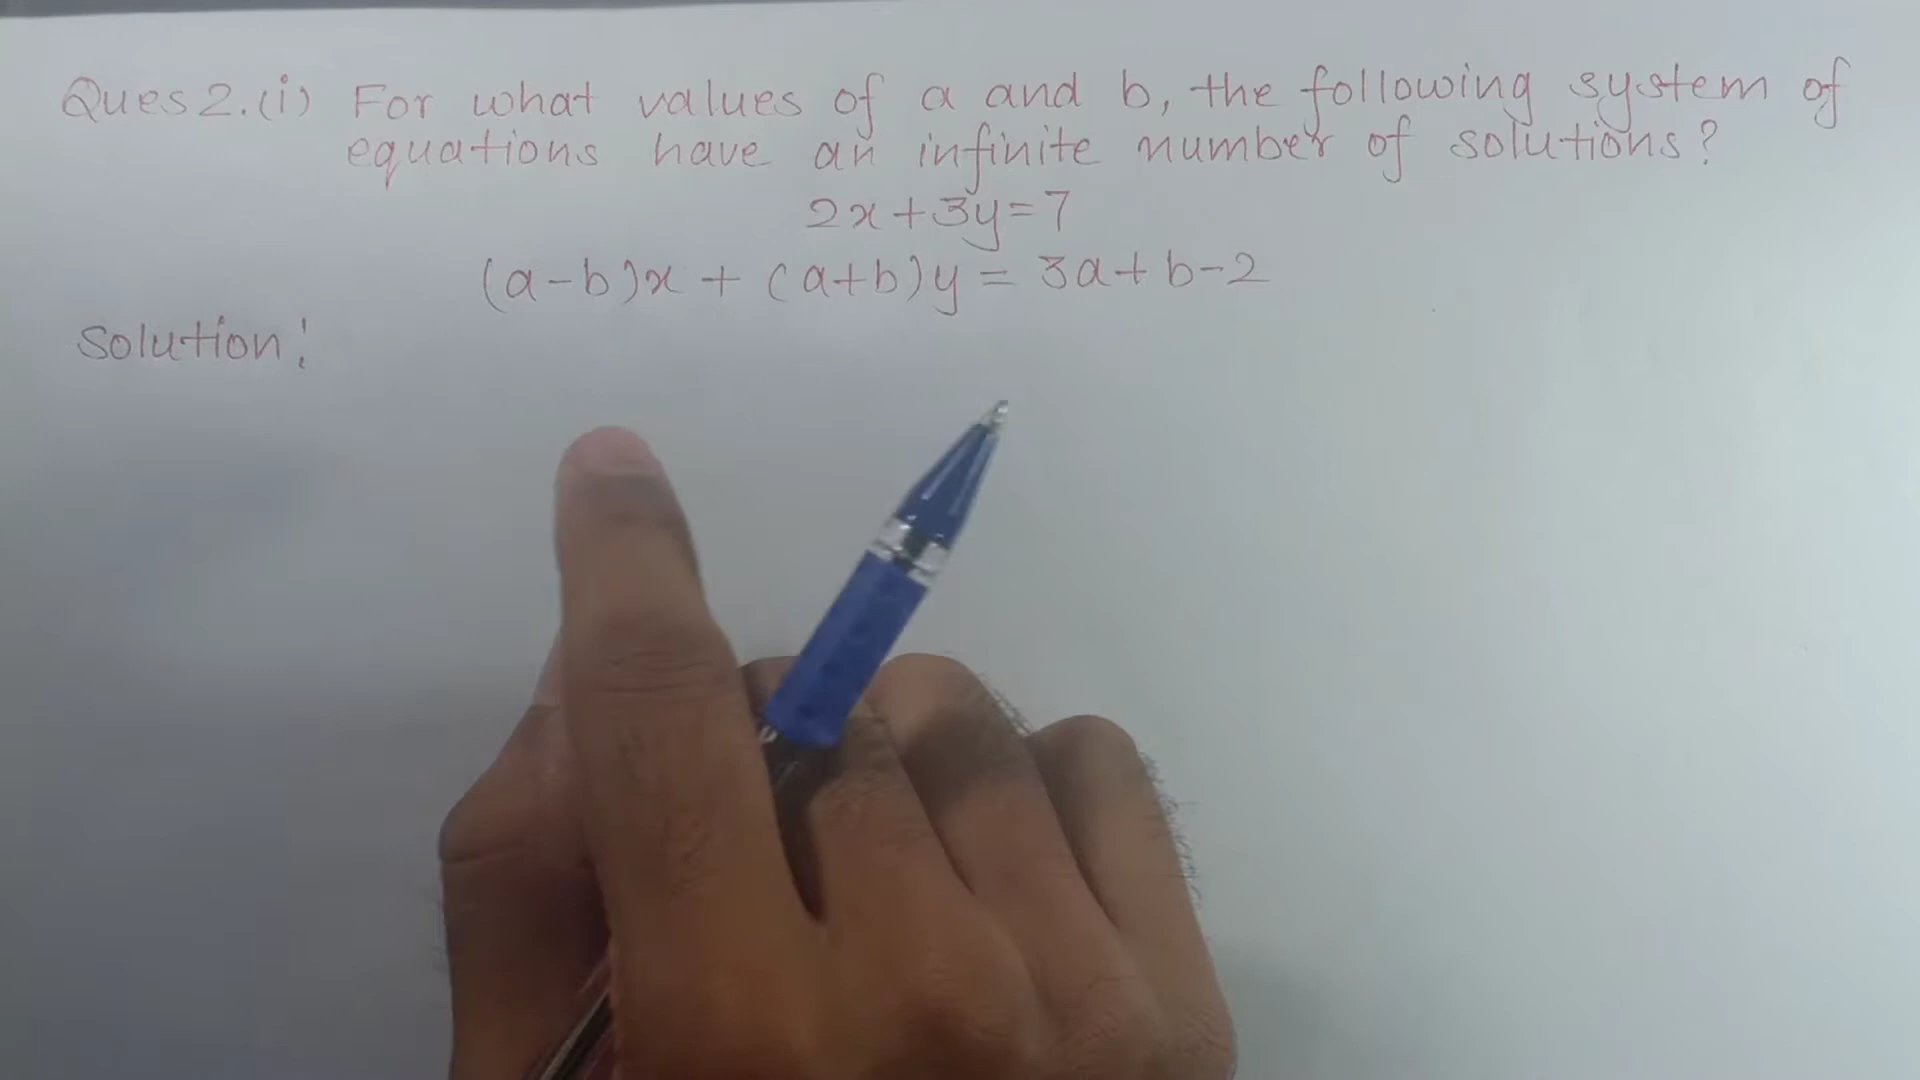 Ques 2.(i) For what values of a and b, the following system of
equations have an infinite number of solutions?
2x+3y=7
(a-b)x + (a+b)y = 3a+b-2
Solution: